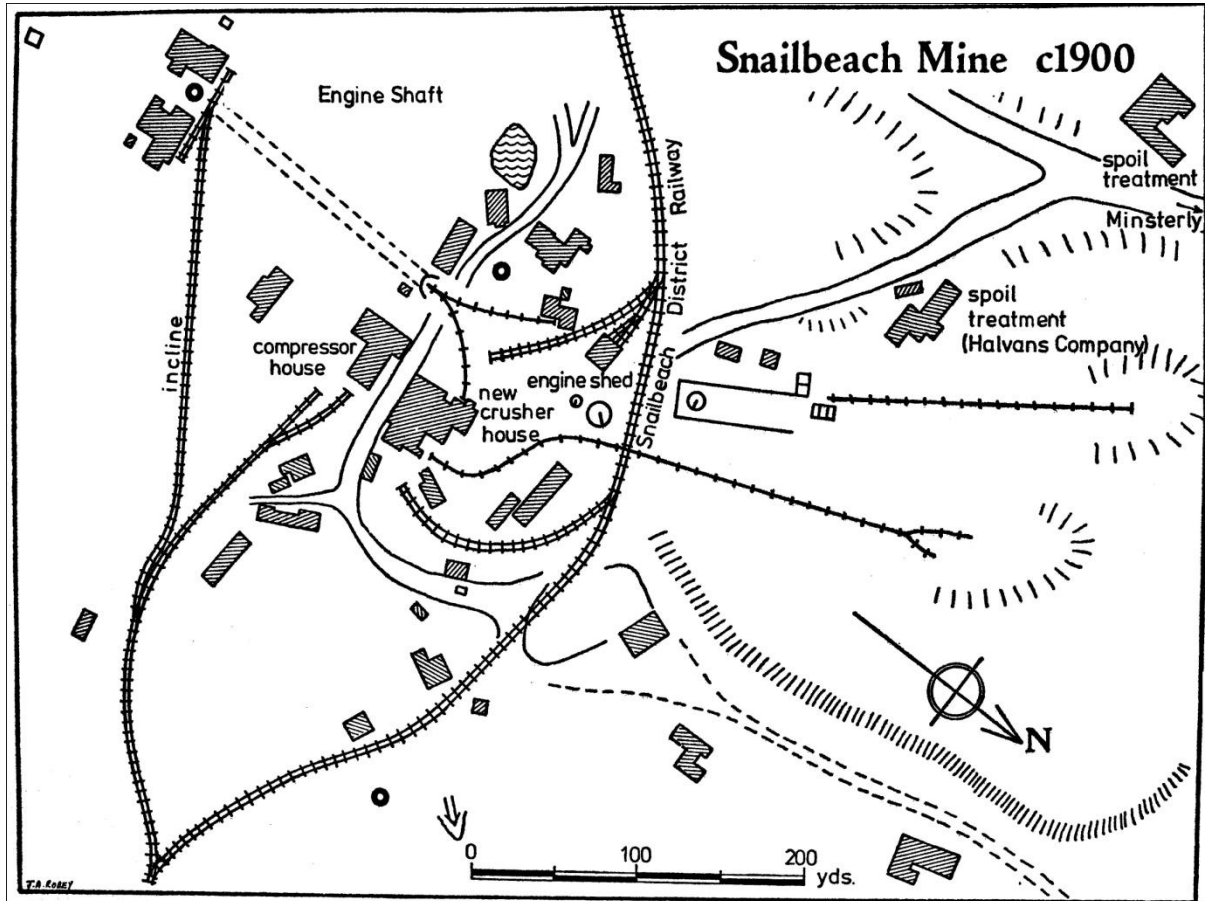 Snailbeach Mine c1900
Engine Shaft
spoil
treatment
Minsterly
Snailbeach District Railway
spoil
treatment
(Halvans Company)
incline
compressor
house
engine shed
new
crusher
house
N
0 100 200
yds.
J.A. ROBEY